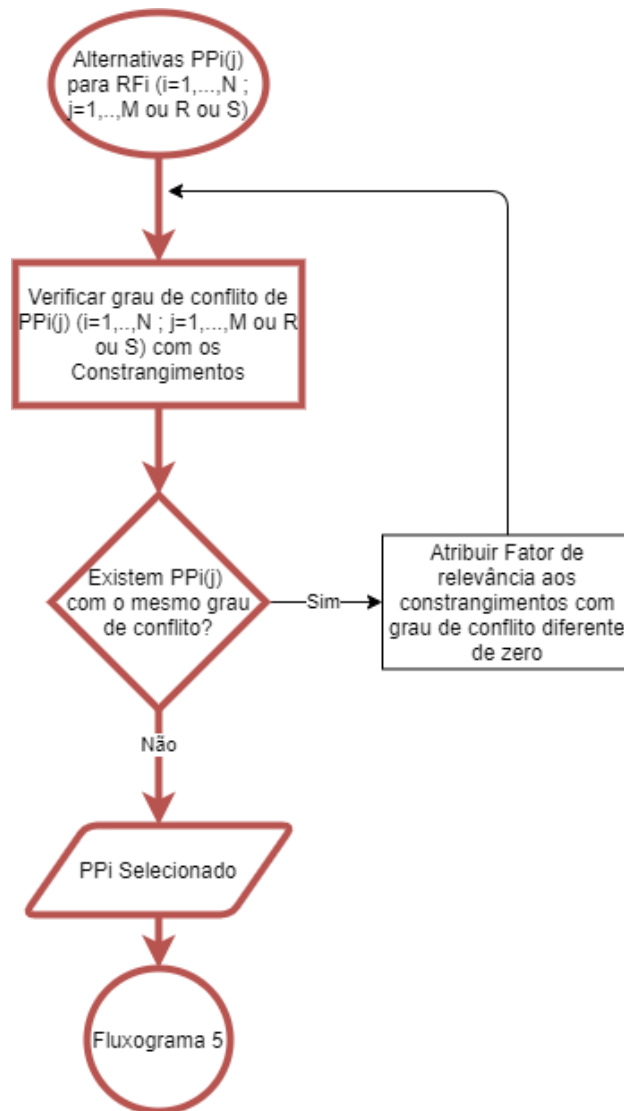 Alternativas PPi(j)
para RFi (i=1,...,N ;
j=1,..,M ou R ou S)
Verificar grau de conflito de
PPi(j) (i=1,..,N ; j=1,...,M ou R
ou S) com os
Constrangimentos
Existem PPi(j)
com o mesmo grau
de conflito?
Sim
Atribuir Fator de
relevância aos
constrangimentos com
grau de conflito diferente
de zero
Não
PPi Selecionado
Fluxograma 5